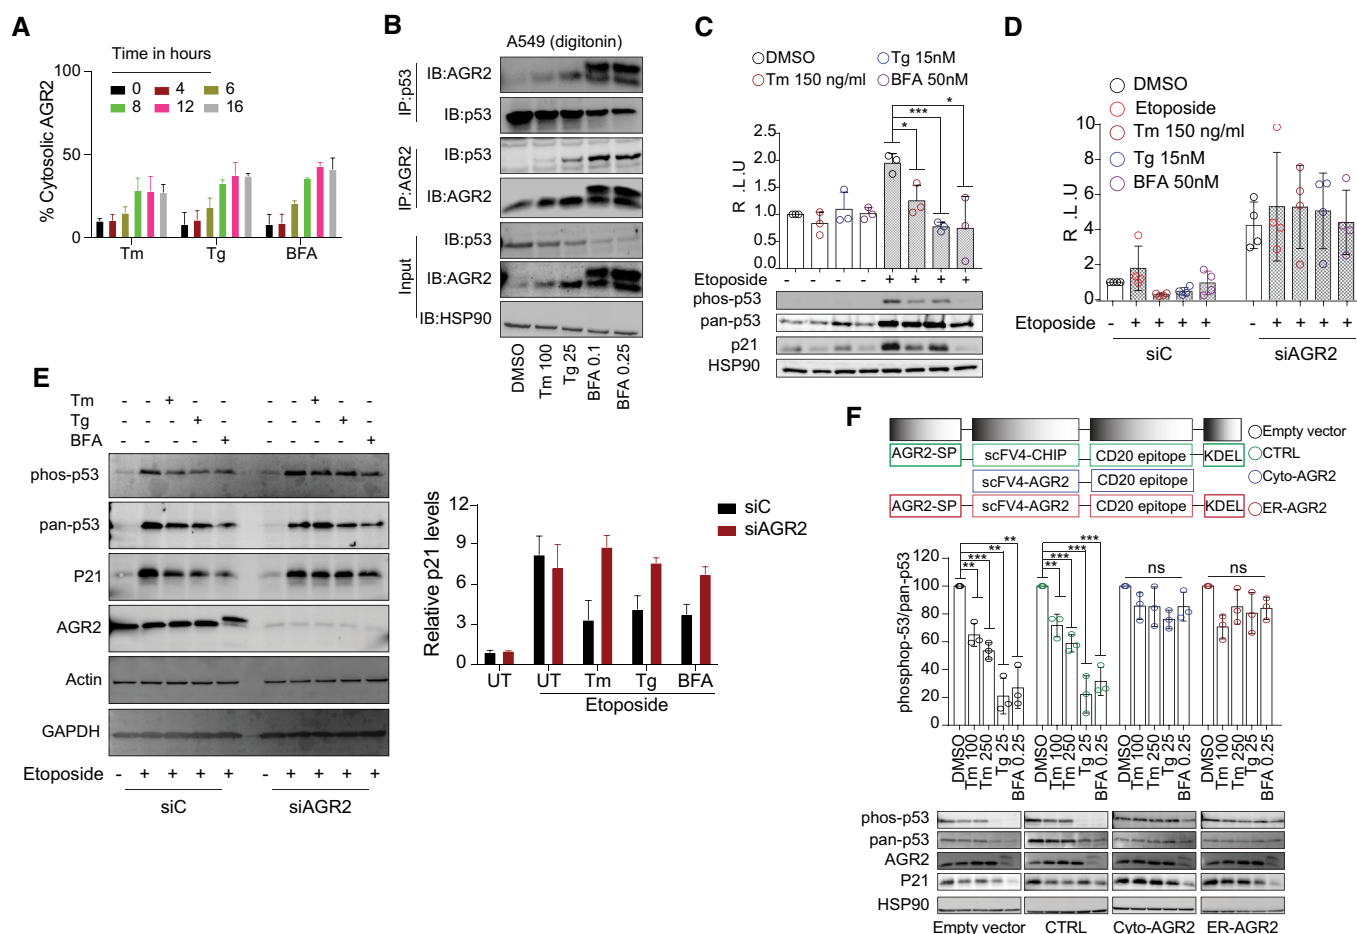 A
Time in hours
0 4 6
8 12 16
% Cytosolic AGR2
100
50
0
Tm Tg BFA
B
A549 (digitonin)
IP:p53
IB:AGR2
IB:p53
IP:AGR2
IB:p53
IB:AGR2
Input
IB:p53
IB:AGR2
IB:HSP90
DMSO
Tm 100
Tg 25
BFA 0.1
BFA 0.25
C
DMSO Tg 15nM
Tm 150 ng/ml BFA 50nM
R .L.U
2.5
2.0
1.5
1.0
0.5
0.0
*
***
*
Etoposide - - - - + + + +
phos-p53
pan-p53
p21
HSP90
D
DMSO
Etoposide
Tm 150 ng/ml
Tg 15nM
BFA 50nM
R .L.U
10
8
6
4
2
0
Etoposide - + + + + - + + + +
siC siAGR2
E
Tm - - + - - - - + - -
Tg - - - + - - - - + -
BFA - - - - + - - - - +
phos-p53
pan-p53
P21
AGR2
Actin
GAPDH
Etoposide - + + + + - + + + +
siC siAGR2
Relative p21 levels
12
9
6
3
0
siC
siAGR2
UT UT Tm Tg BFA
Etoposide
F
Empty vector
AGR2-SP scFV4-CHIP CD20 epitope KDEL CTRL
scFV4-AGR2 CD20 epitope Cyto-AGR2
AGR2-SP scFV4-AGR2 CD20 epitope KDEL ER-AGR2
phosphop-53/pan-p53
120
100
80
60
40
20
0
**
**
***
**
***
***
***
**
ns
ns
DMSO
Tm 100
Tm 250
Tg 25
BFA 0.25
DMSO
Tm 100
Tm 250
Tg 25
BFA 0.25
DMSO
Tm 100
Tm 250
Tg 25
BFA 0.25
DMSO
Tm 100
Tm 250
Tg 25
BFA 0.25
phos-p53
pan-p53
AGR2
P21
HSP90
Empty vector CTRL Cyto-AGR2 ER-AGR2